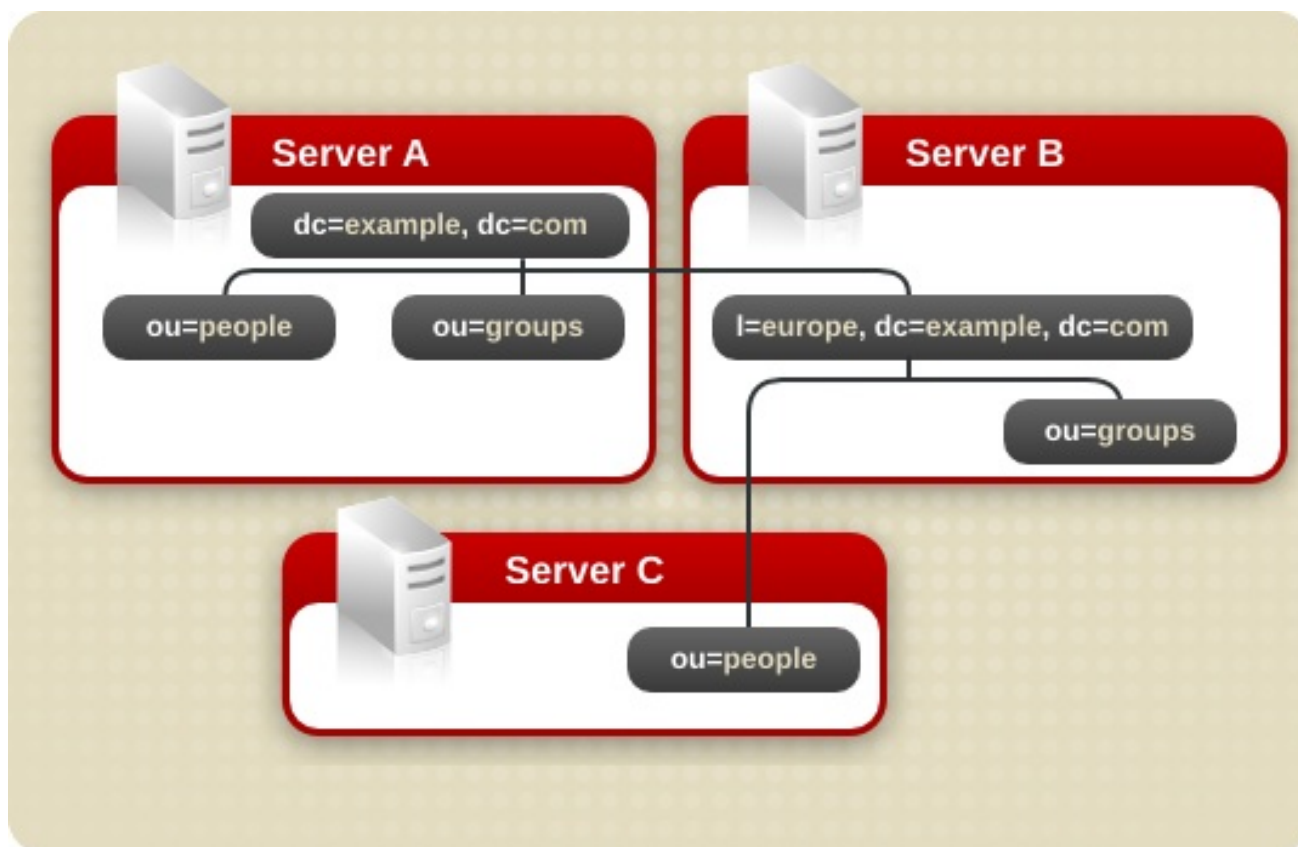 Server A
dc=example, dc=com
ou=people
ou=groups
Server B
l=europe, dc=example, dc=com
ou=groups
Server C
ou=people